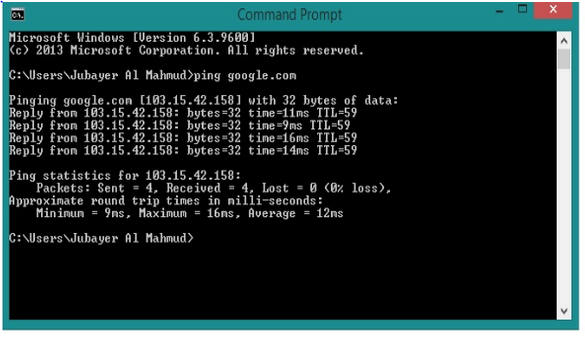 Command Prompt
Microsoft Windows [Version 6.3.9600]
(c) 2013 Microsoft Corporation. All rights reserved.
C:\Users\Jubayer Al Mahmud>ping google.com
Pinging google.com [103.15.42.158] with 32 bytes of data:
Reply from 103.15.42.158: bytes=32 time=11ms TTL=59
Reply from 103.15.42.158: bytes=32 time=9ms TTL=59
Reply from 103.15.42.158: bytes=32 time=16ms TTL=59
Reply from 103.15.42.158: bytes=32 time=14ms TTL=59
Ping statistics for 103.15.42.158:
Packets: Sent = 4, Received = 4, Lost = 0 (0% loss),
Approximate round trip times in milli-seconds:
Minimum = 9ms, Maximum = 16ms, Average = 12ms
C:\Users\Jubayer Al Mahmud>